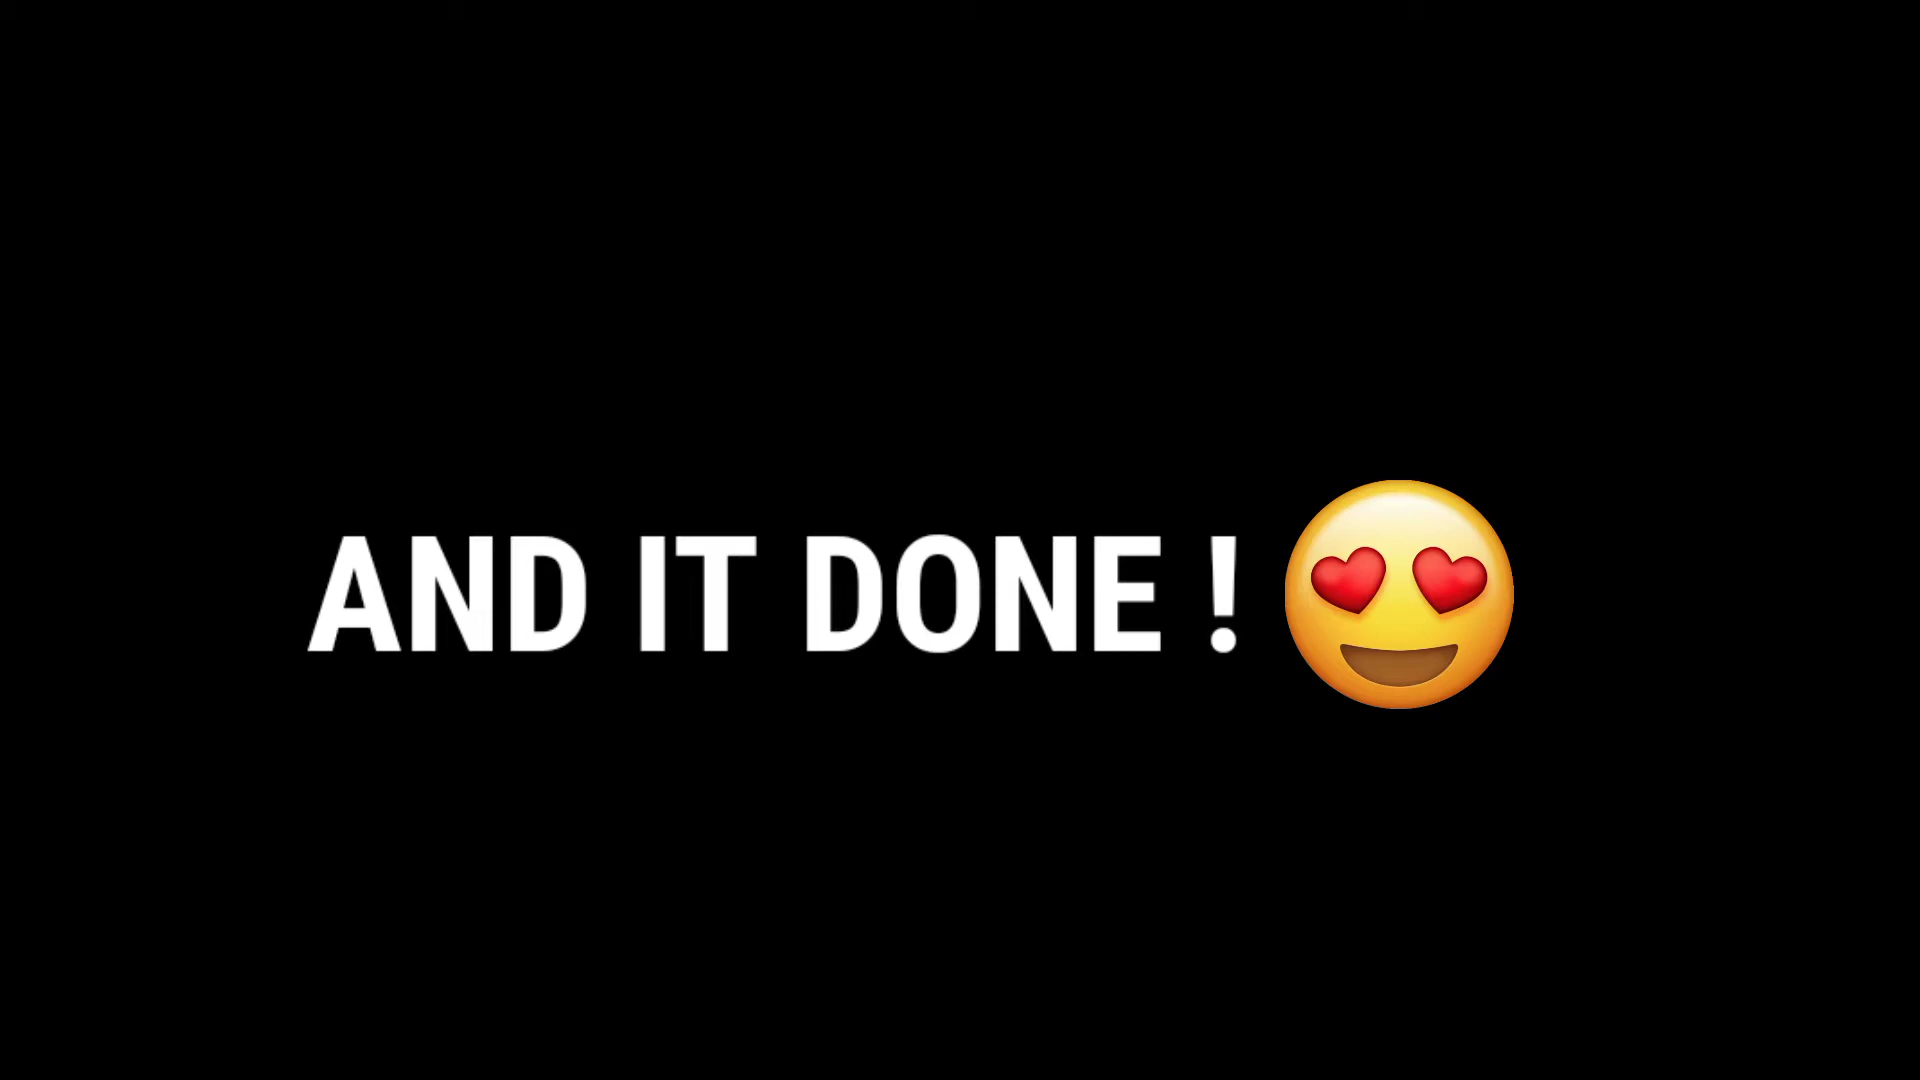 AND IT DONE ! 😍